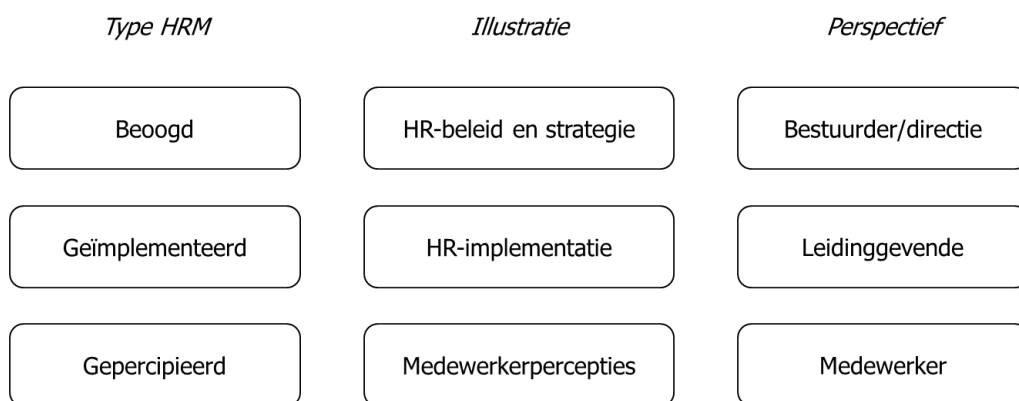 Type HRM Illustratie Perspectief
Beoogd HR-beleid en strategie Bestuurder/directie
Geïmplementeerd HR-implementatie Leidinggevende
Gepercipieerd Medewerkerpercepties Medewerker